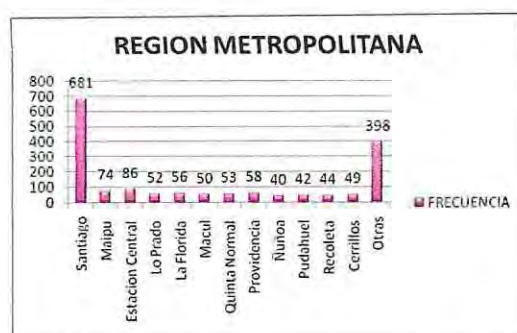 REGION METROPOLITANA
800
700
600
500
400
300
200
100
0
681
74
86
52
56
50
53
58
40
42
44
49
398
Santiago
Maipu
Estacion Central
Lo Prado
La Florida
Macul
Quinta Normal
Providencia
Ñuñoa
Pudahuel
Recoleta
Cerrillos
Otras
FRECUENCIA